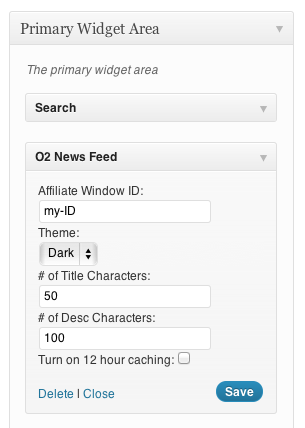 Primary Widget Area
The primary widget area
Search
O2 News Feed
Affiliate Window ID:
my-ID
Theme:
Dark
# of Title Characters:
50
# of Desc Characters:
100
Turn on 12 hour caching:
Delete | Close
Save